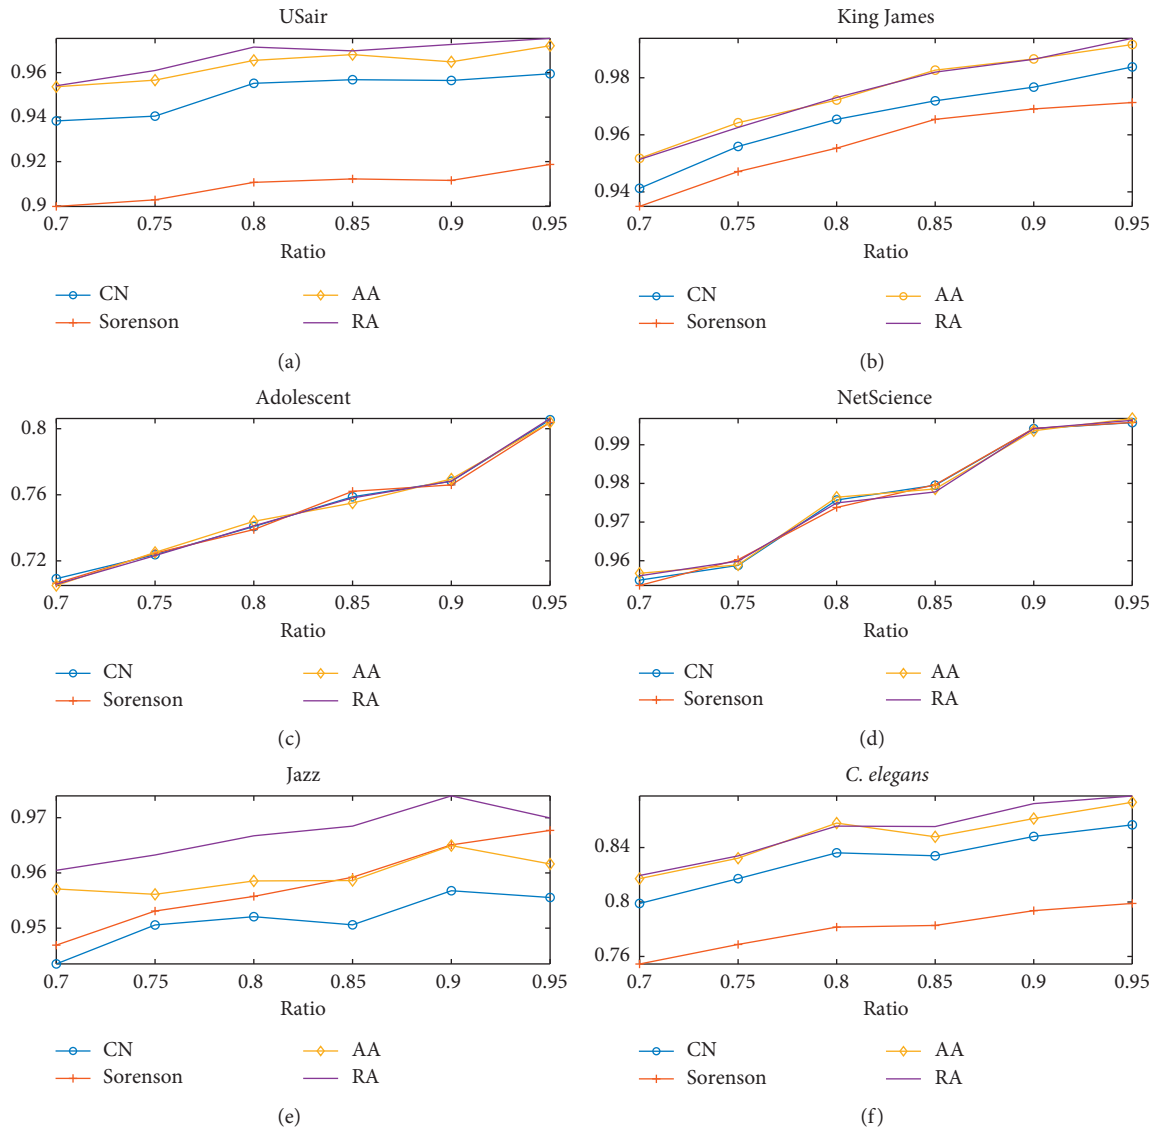 USair
0.96
0.94
0.92
0.9
0.7 0.75 0.8 0.85 0.9 0.95
Ratio
CN AA
Sorenson RA
(a)
King James
0.98
0.96
0.94
0.7 0.75 0.8 0.85 0.9 0.95
Ratio
CN AA
Sorenson RA
(b)
Adolescent
0.8
0.76
0.72
0.7 0.75 0.8 0.85 0.9 0.95
Ratio
CN AA
Sorenson RA
(c)
NetScience
0.99
0.98
0.97
0.96
0.7 0.75 0.8 0.85 0.9 0.95
Ratio
CN AA
Sorenson RA
(d)
Jazz
0.97
0.96
0.95
0.7 0.75 0.8 0.85 0.9 0.95
Ratio
CN AA
Sorenson RA
(e)
C. elegans
0.84
0.8
0.76
0.7 0.75 0.8 0.85 0.9 0.95
Ratio
CN AA
Sorenson RA
(f)